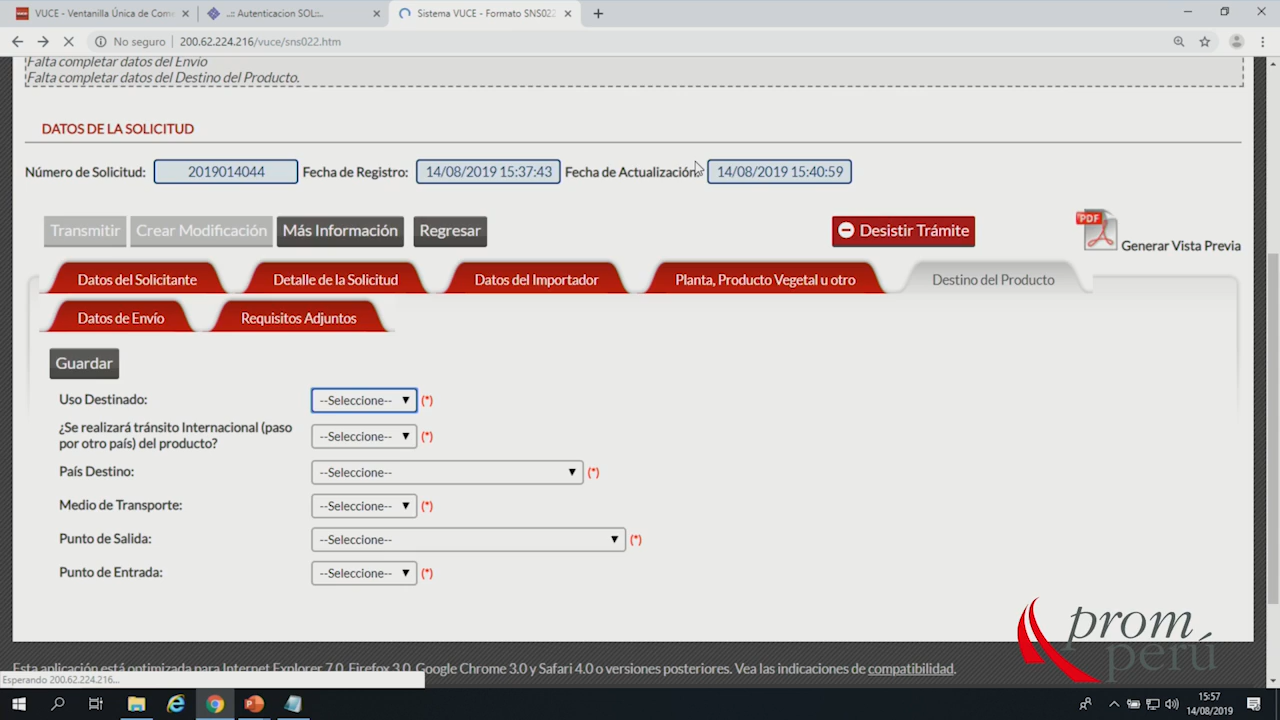 VUCE - Ventanilla Única de Com
..:: Autenticacion SOL::..
Sistema VUCE - Formato SNS022
No seguro
200.62.224.216/vuce/sns022.htm
Falta completar datos del Envío
Falta completar datos del Destino del Producto.
DATOS DE LA SOLICITUD
Número de Solicitud: 2019014044 Fecha de Registro: 14/08/2019 15:37:43 Fecha de Actualización: 14/08/2019 15:40:59
Transmitir Crear Modificación Más Información Regresar Desistir Trámite PDF Generar Vista Previa
Datos del Solicitante Detalle de la Solicitud Datos del Importador Planta, Producto Vegetal u otro Destino del Producto
Datos de Envío Requisitos Adjuntos
Guardar
Uso Destinado: --Seleccione-- (*)
¿Se realizará tránsito Internacional (paso
por otro país) del producto? --Seleccione-- (*)
País Destino: --Seleccione-- (*)
Medio de Transporte: --Seleccione-- (*)
Punto de Salida: --Seleccione-- (*)
Punto de Entrada: --Seleccione-- (*)
prom
perú
Esta aplicación está optimizada para Internet Explorer 7.0, Firefox 3.0, Google Chrome 3.0 y Safari 4.0 o versiones posteriores. Vea las indicaciones de compatibilidad.
Esperando 200.62.224.216...
15:57
14/08/2019